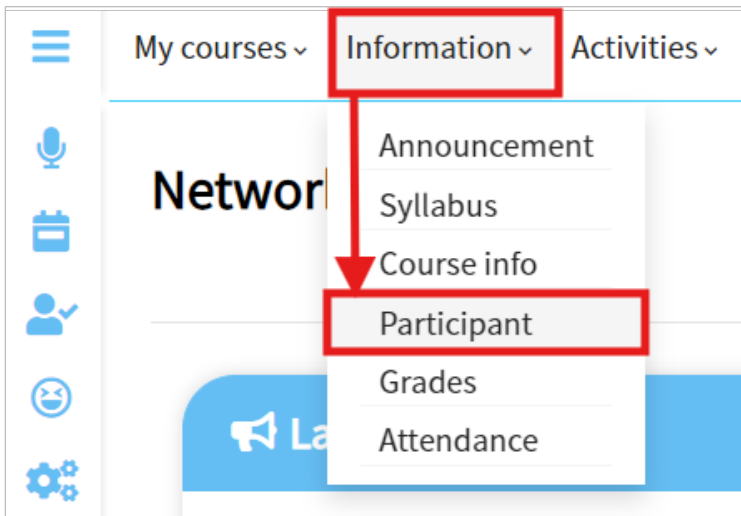 My courses Information Activities
Announcement
Networ
Syllabus
Course info
Participant
Grades
La
Attendance